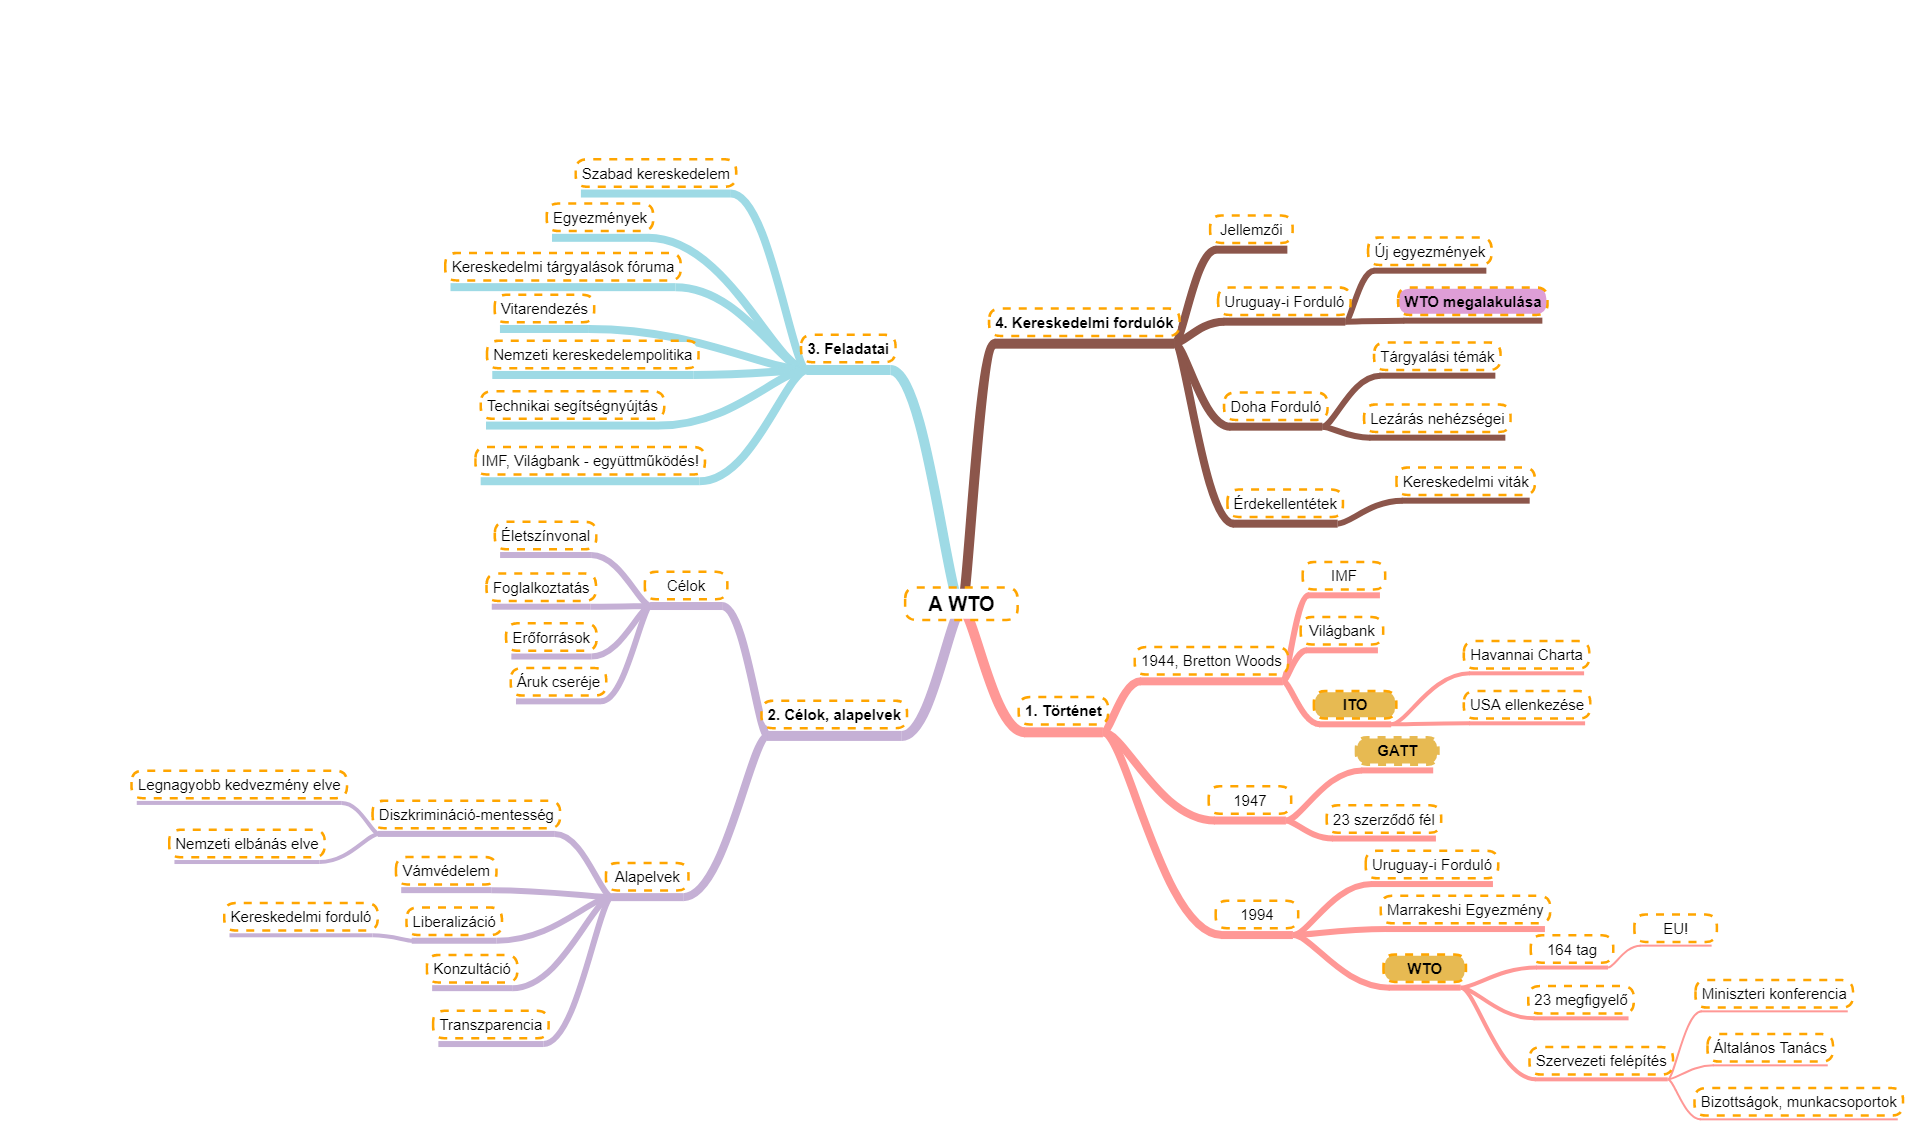 A WTO
1. Történet
1944, Bretton Woods
IMF
Világbank
ITO
Havannai Charta
USA ellenkezése
1947
GATT
23 szerződő fél
1994
Uruguay-i Forduló
Marrakeshi Egyezmény
WTO
164 tag
EU!
23 megfigyelő
Szervezeti felépítés
Miniszteri konferencia
Általános Tanács
Bizottságok, munkacsoportok
2. Célok, alapelvek
Célok
Életszínvonal
Foglalkoztatás
Erőforrások
Áruk cseréje
Alapelvek
Diszkrimináció-mentesség
Legnagyobb kedvezmény elve
Nemzeti elbánás elve
Vámvédelem
Liberalizáció
Kereskedelmi forduló
Konzultáció
Transzparencia
3. Feladatai
Szabad kereskedelem
Egyezmények
Kereskedelmi tárgyalások fóruma
Vitarendezés
Nemzeti kereskedelempolitika
Technikai segítségnyújtás
IMF, Világbank - együttműködés!
4. Kereskedelmi fordulók
Jellemzői
Uruguay-i Forduló
Új egyezmények
WTO megalakulása
Doha Forduló
Tárgyalási témák
Lezárás nehézségei
Érdekellentétek
Kereskedelmi viták